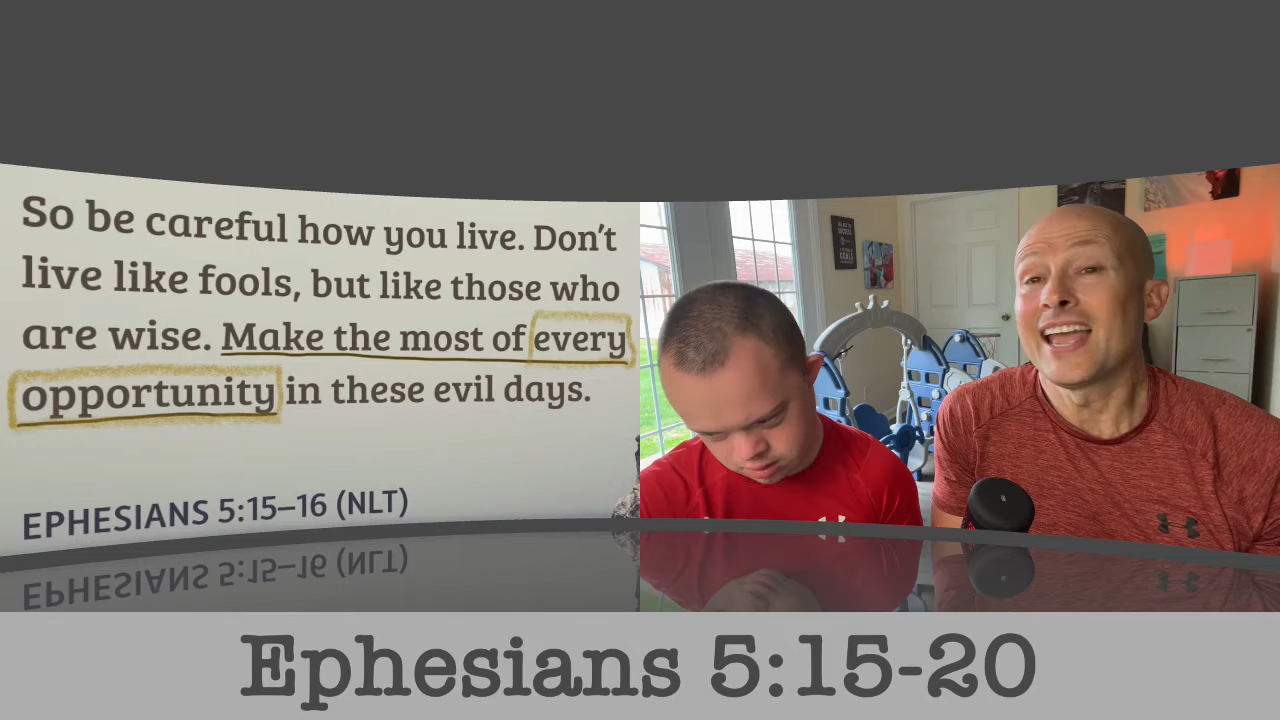 So be careful how you live. Don't
live like fools, but like those who
are wise. Make the most of every
opportunity in these evil days.
EPHESIANS 5:15–16 (NLT)
Ephesians 5:15-20